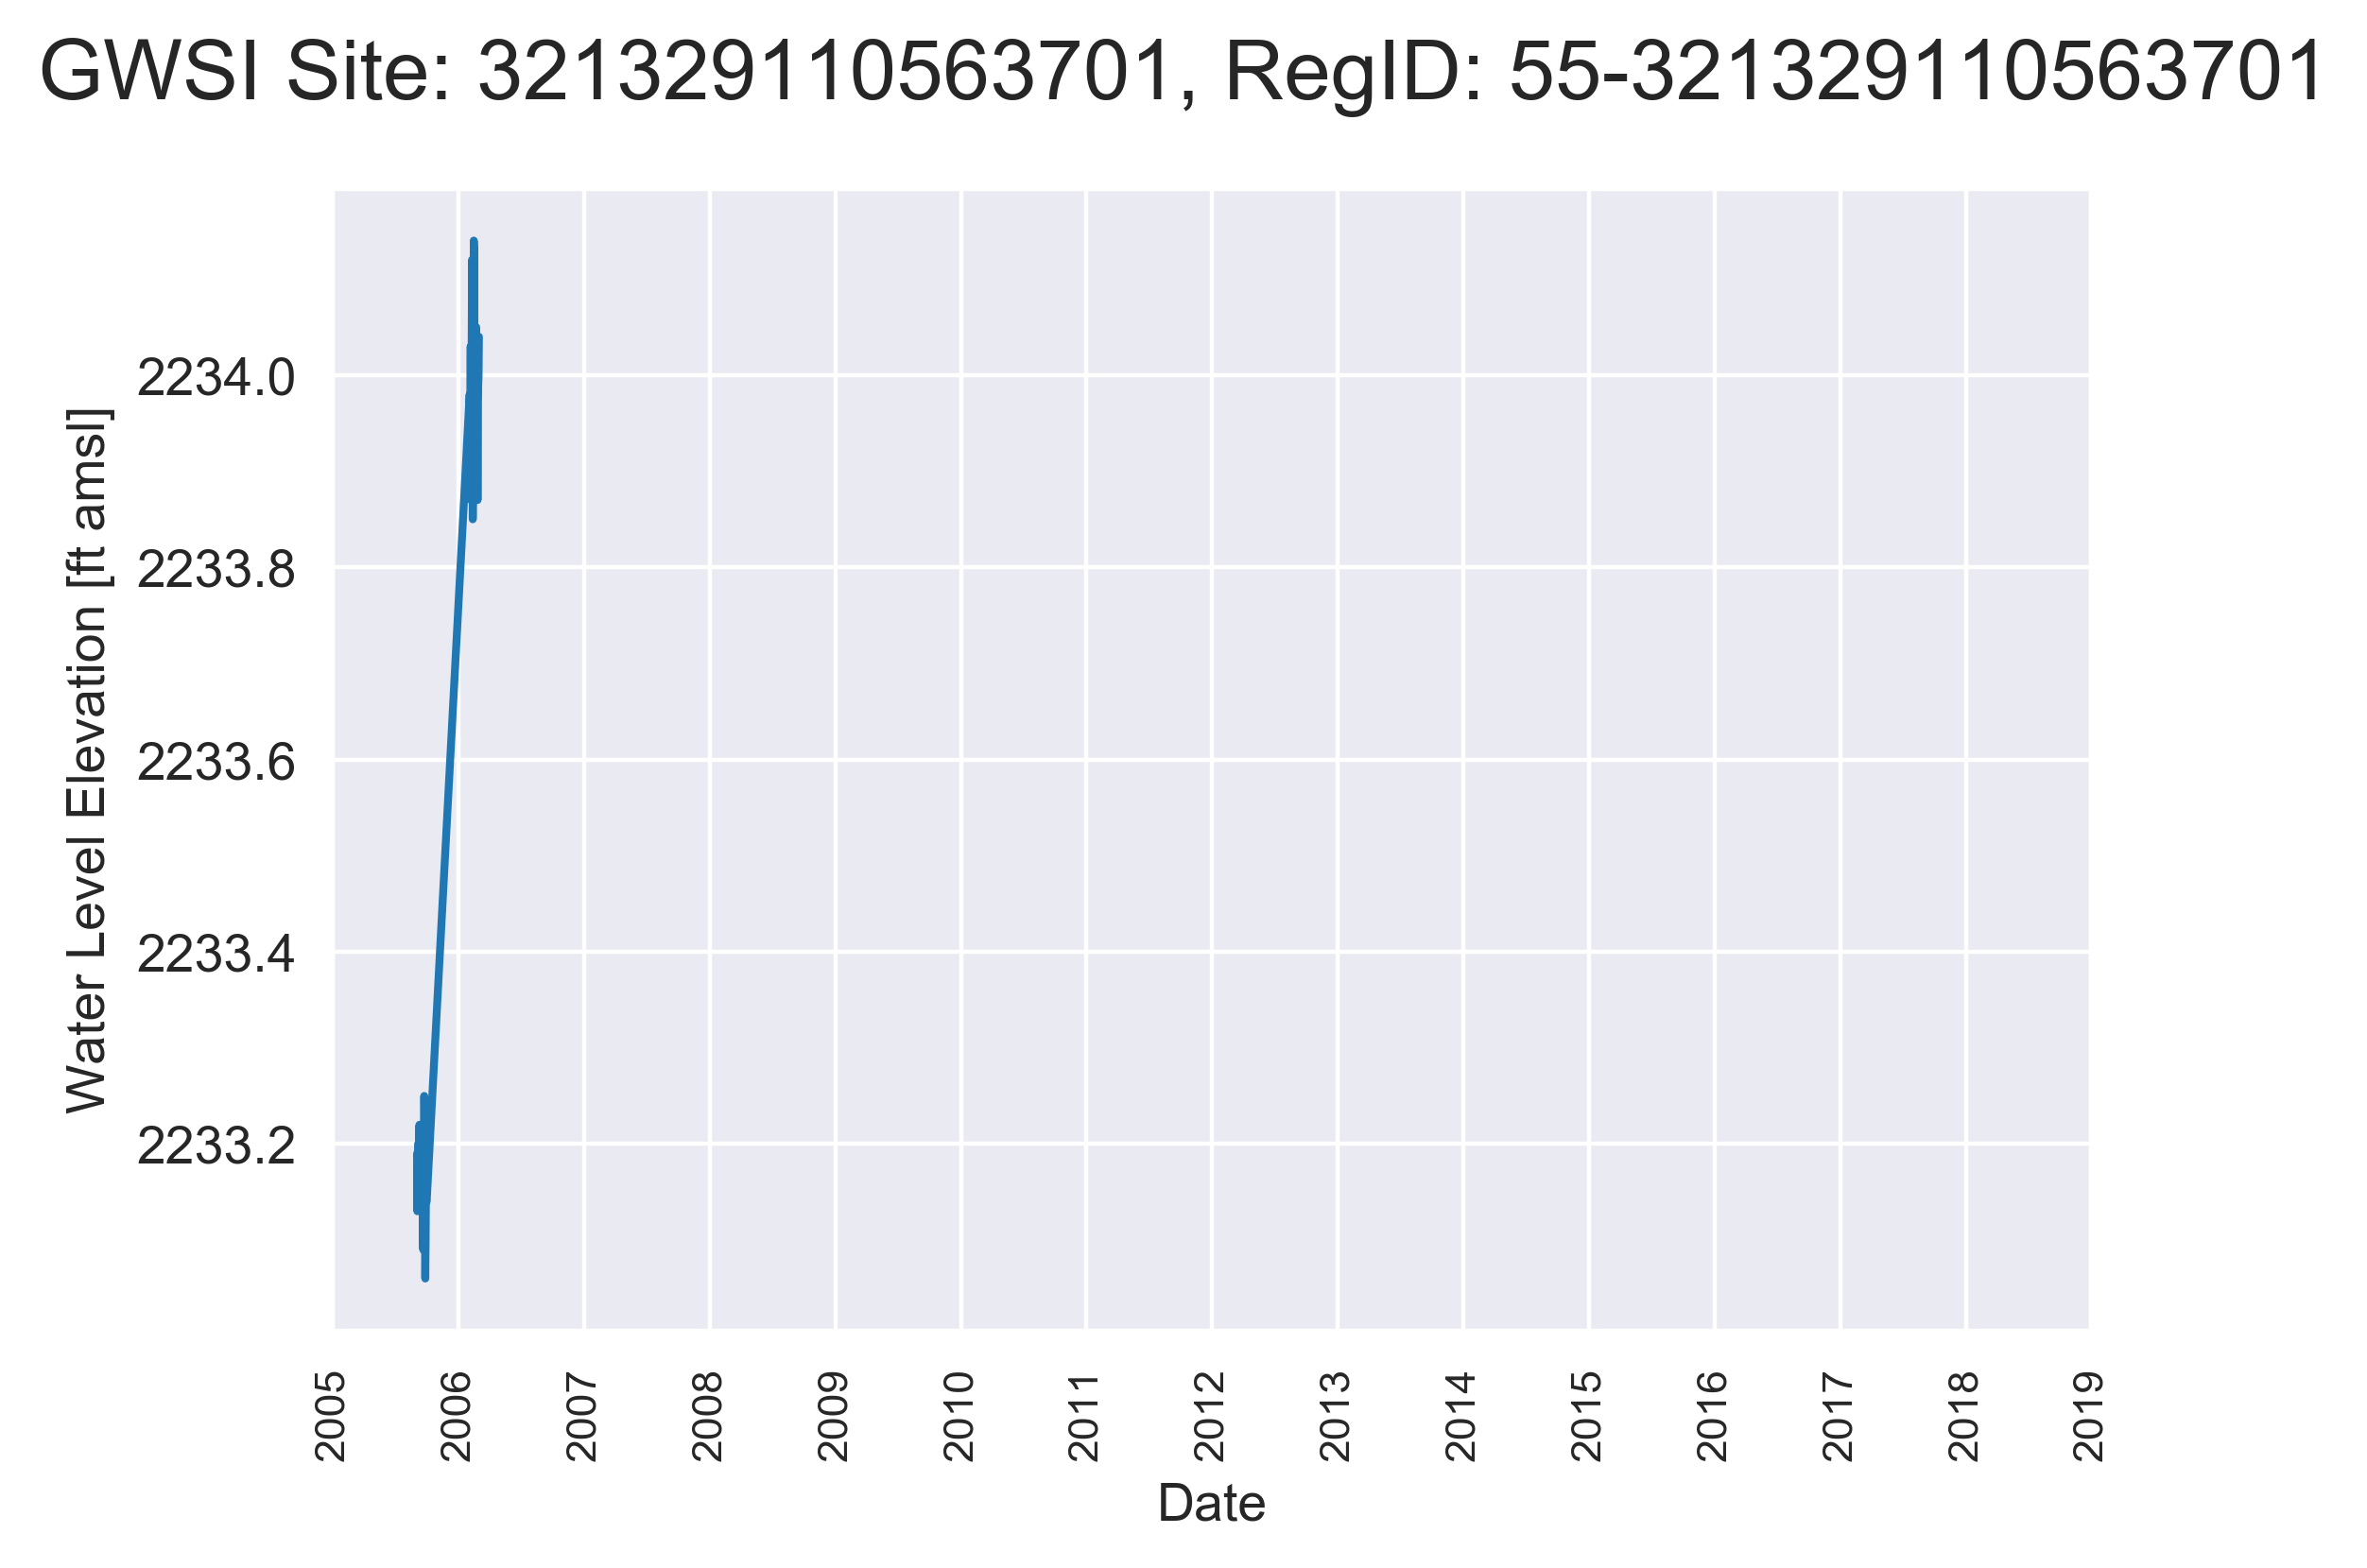 GWSI Site: 321329110563701, RegID: 55-321329110563701
Water Level Elevation [ft amsl]
2234.0
2233.8
2233.6
2233.4
2233.2
2005 2006 2007 2008 2009 2010 2011 2012 2013 2014 2015 2016 2017 2018 2019
Date